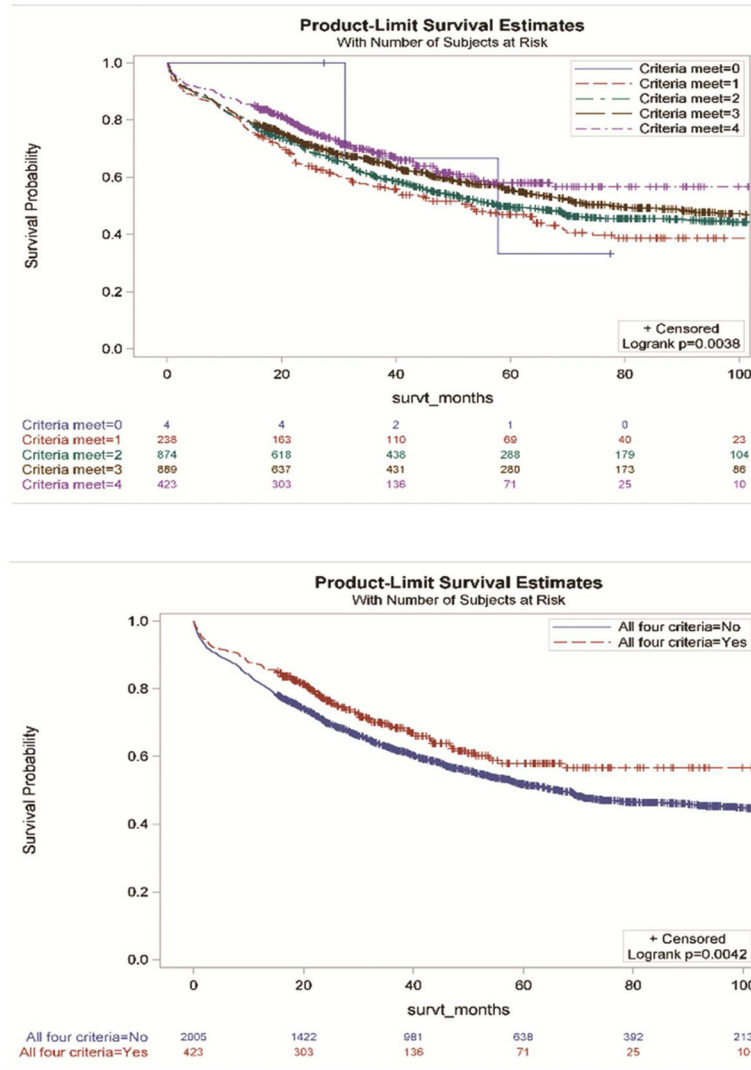 Product-Limit Survival Estimates
With Number of Subjects at Risk
Criteria meet=0
Criteria meet=1
Criteria meet=2
Criteria meet=3
Criteria meet=4
1.0
0.8
0.6
0.4
0.2
0.0
Survival Probability
+ Censored
Logrank p=0.0038
0 20 40 60 80 100
survt_months
Criteria meet=0 4 4 2 1 0
Criteria meet=1 238 163 110 69 40 23
Criteria meet=2 874 618 438 288 179 104
Criteria meet=3 889 637 431 280 173 86
Criteria meet=4 423 303 136 71 25 10
Product-Limit Survival Estimates
With Number of Subjects at Risk
All four criteria=No
All four criteria=Yes
1.0
0.8
0.6
0.4
0.2
0.0
Survival Probability
+ Censored
Logrank p=0.0042
0 20 40 60 80 100
survt_months
All four criteria=No 2005 1422 981 638 392 213
All four criteria=Yes 423 303 136 71 25 10